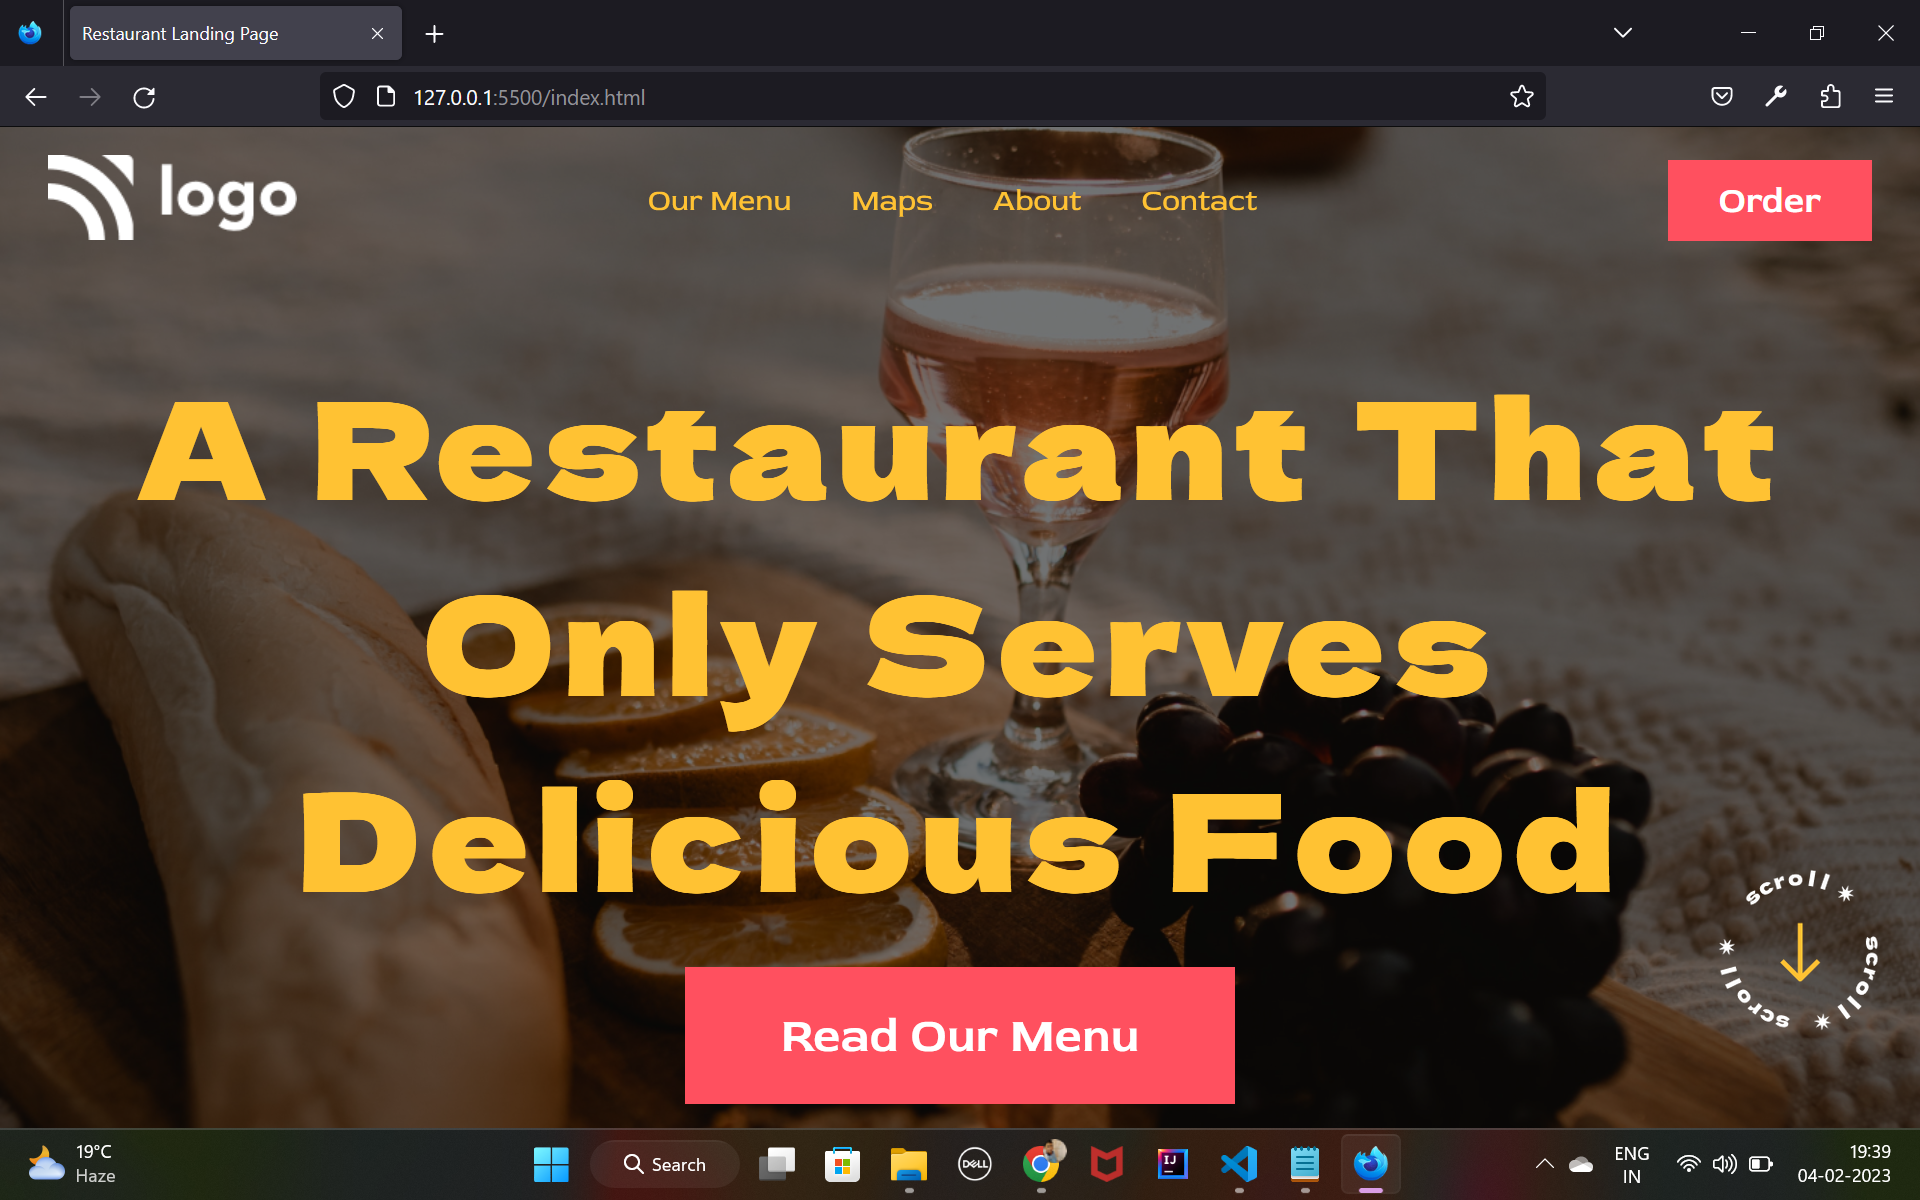 Restaurant Landing Page
127.0.0.1:5500/index.html
logo
Our Menu Maps About Contact
Order
A Restaurant That
Only Serves
Delicious Food
scroll
scroll
scroll
Read Our Menu
19°C
Haze
Search
DELL
IJ
ENG
IN
19:39
04-02-2023